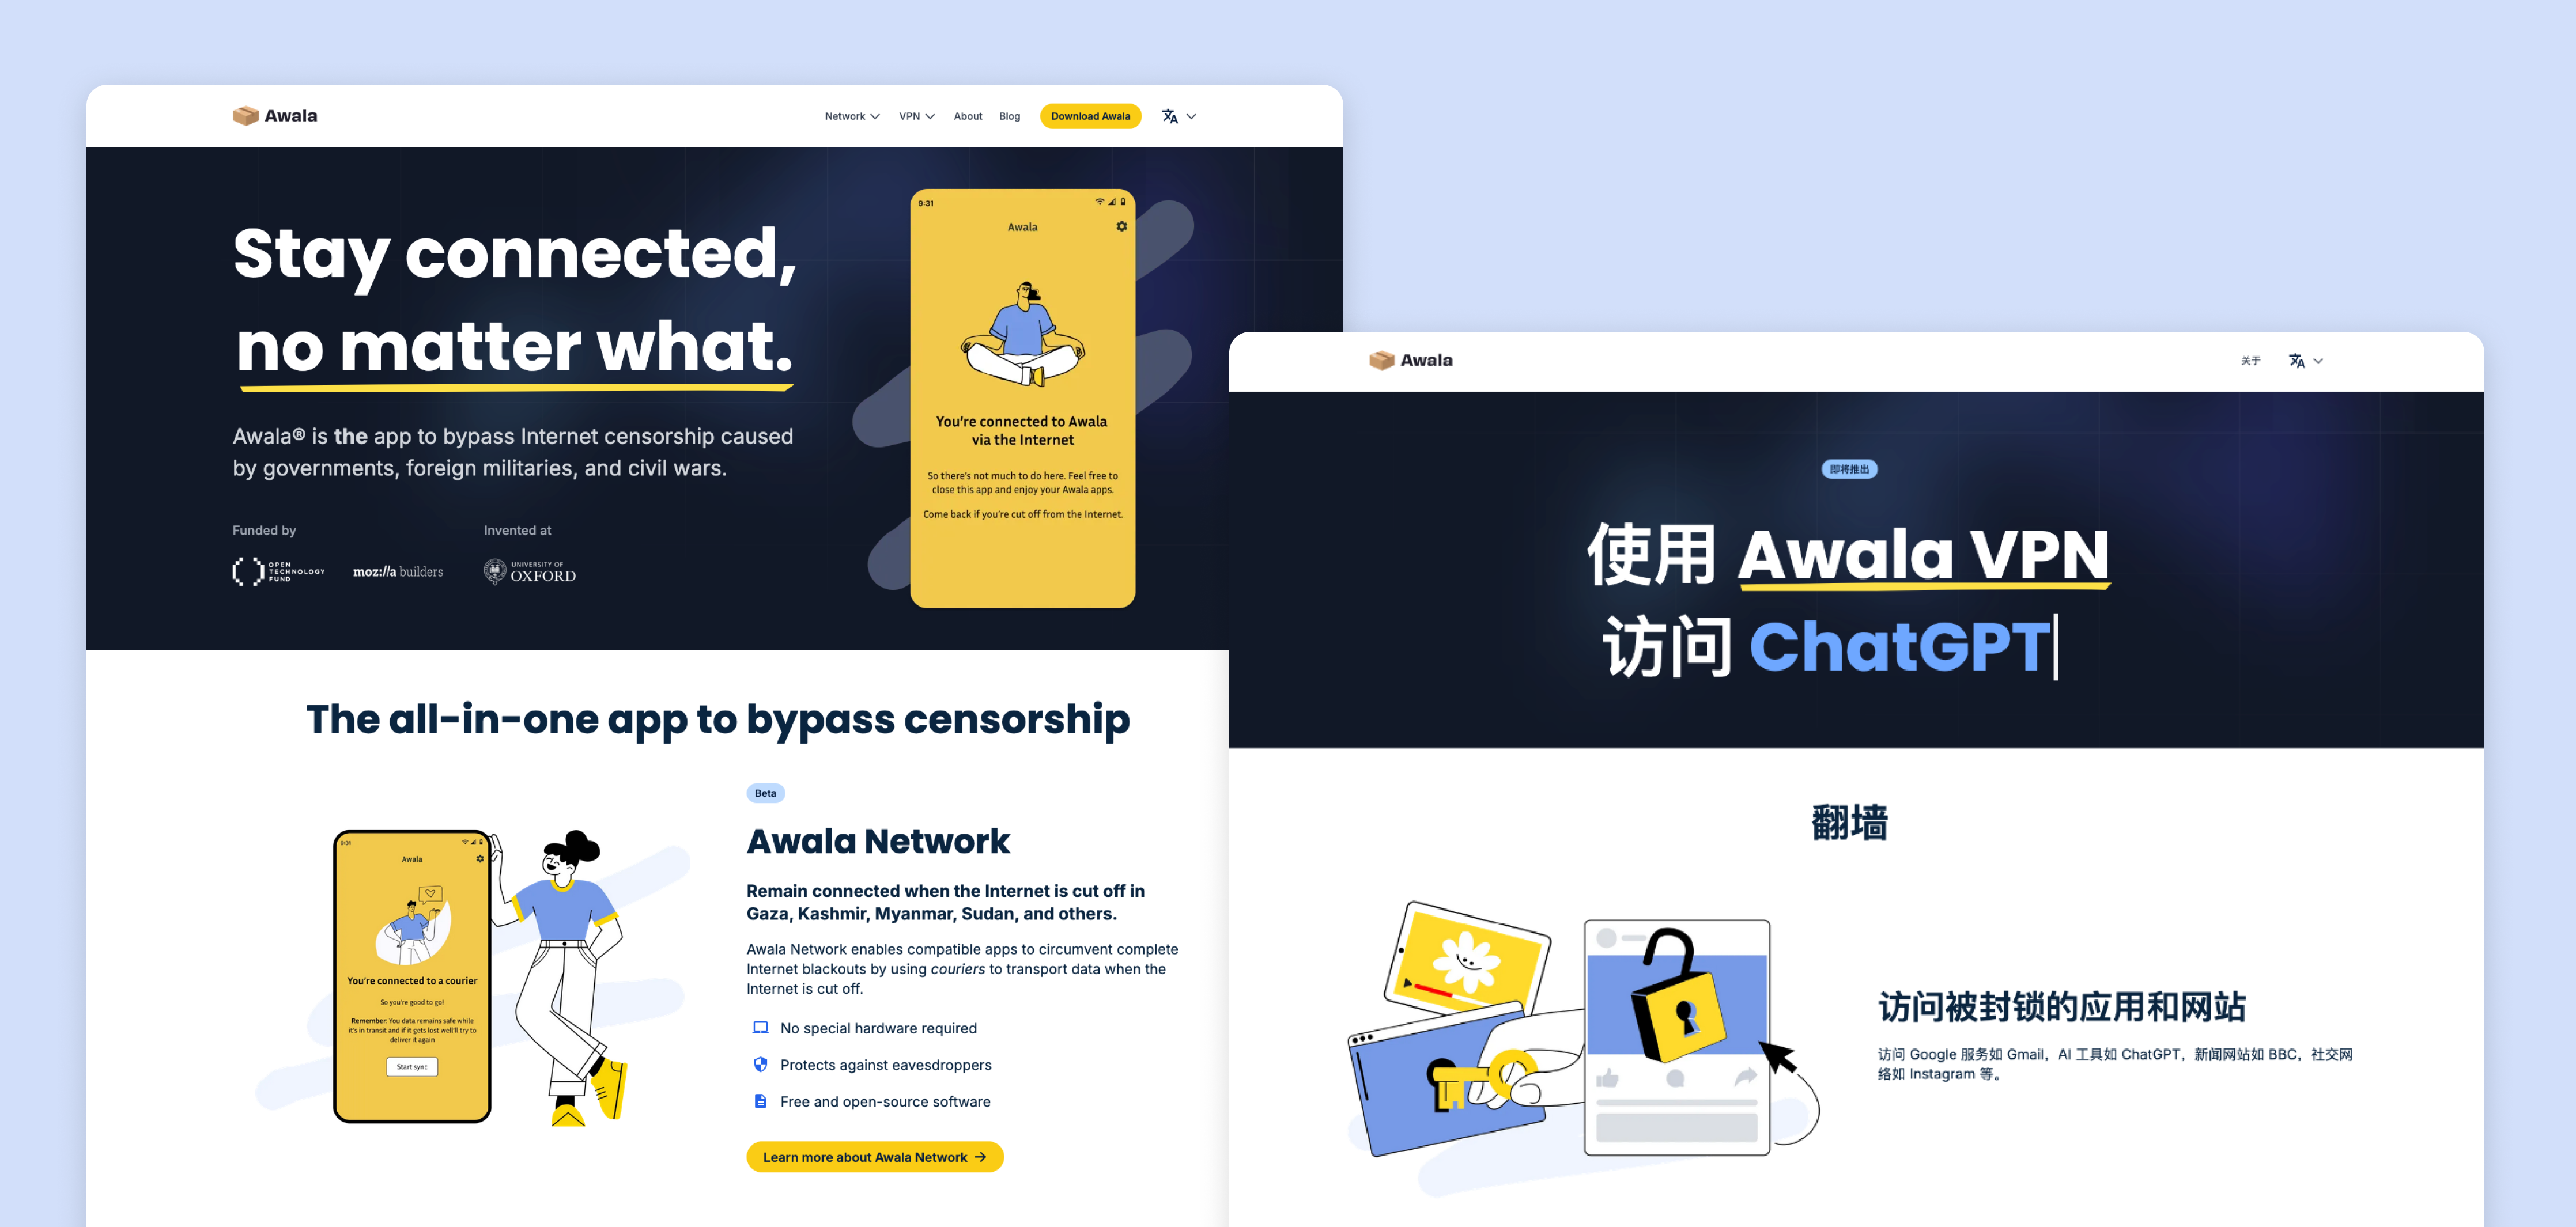 Awala
Network
VPN
About
Blog
Download Awala
Stay connected,
no matter what.
Awala® is the app to bypass Internet censorship caused
by governments, foreign militaries, and civil wars.
Funded by
Invented at
OPEN
TECHNOLOGY
FUND
moz://a builders
UNIVERSITY OF
OXFORD
9:31
Awala
You're connected to Awala
via the Internet
So there's not much to do here. Feel free to
close this app and enjoy your Awala apps.
Come back if you're cut off from the Internet.
The all-in-one app to bypass censorship
9:31
Awala
You're connected to a courier
So you're good to go!
Remember: You data remains safe while
it's in transit and if it gets lost we'll try to
deliver it again
Start sync
Beta
Awala Network
Remain connected when the Internet is cut off in
Gaza, Kashmir, Myanmar, Sudan, and others.
Awala Network enables compatible apps to circumvent complete
Internet blackouts by using couriers to transport data when the
Internet is cut off.
No special hardware required
Protects against eavesdroppers
Free and open-source software
Learn more about Awala Network →
Awala
关于
即将推出
使用 Awala VPN
访问 ChatGPT
翻墙
访问被封锁的应用和网站
访问 Google 服务如 Gmail，AI 工具如 ChatGPT，新闻网站如 BBC，社交网
络如 Instagram 等。